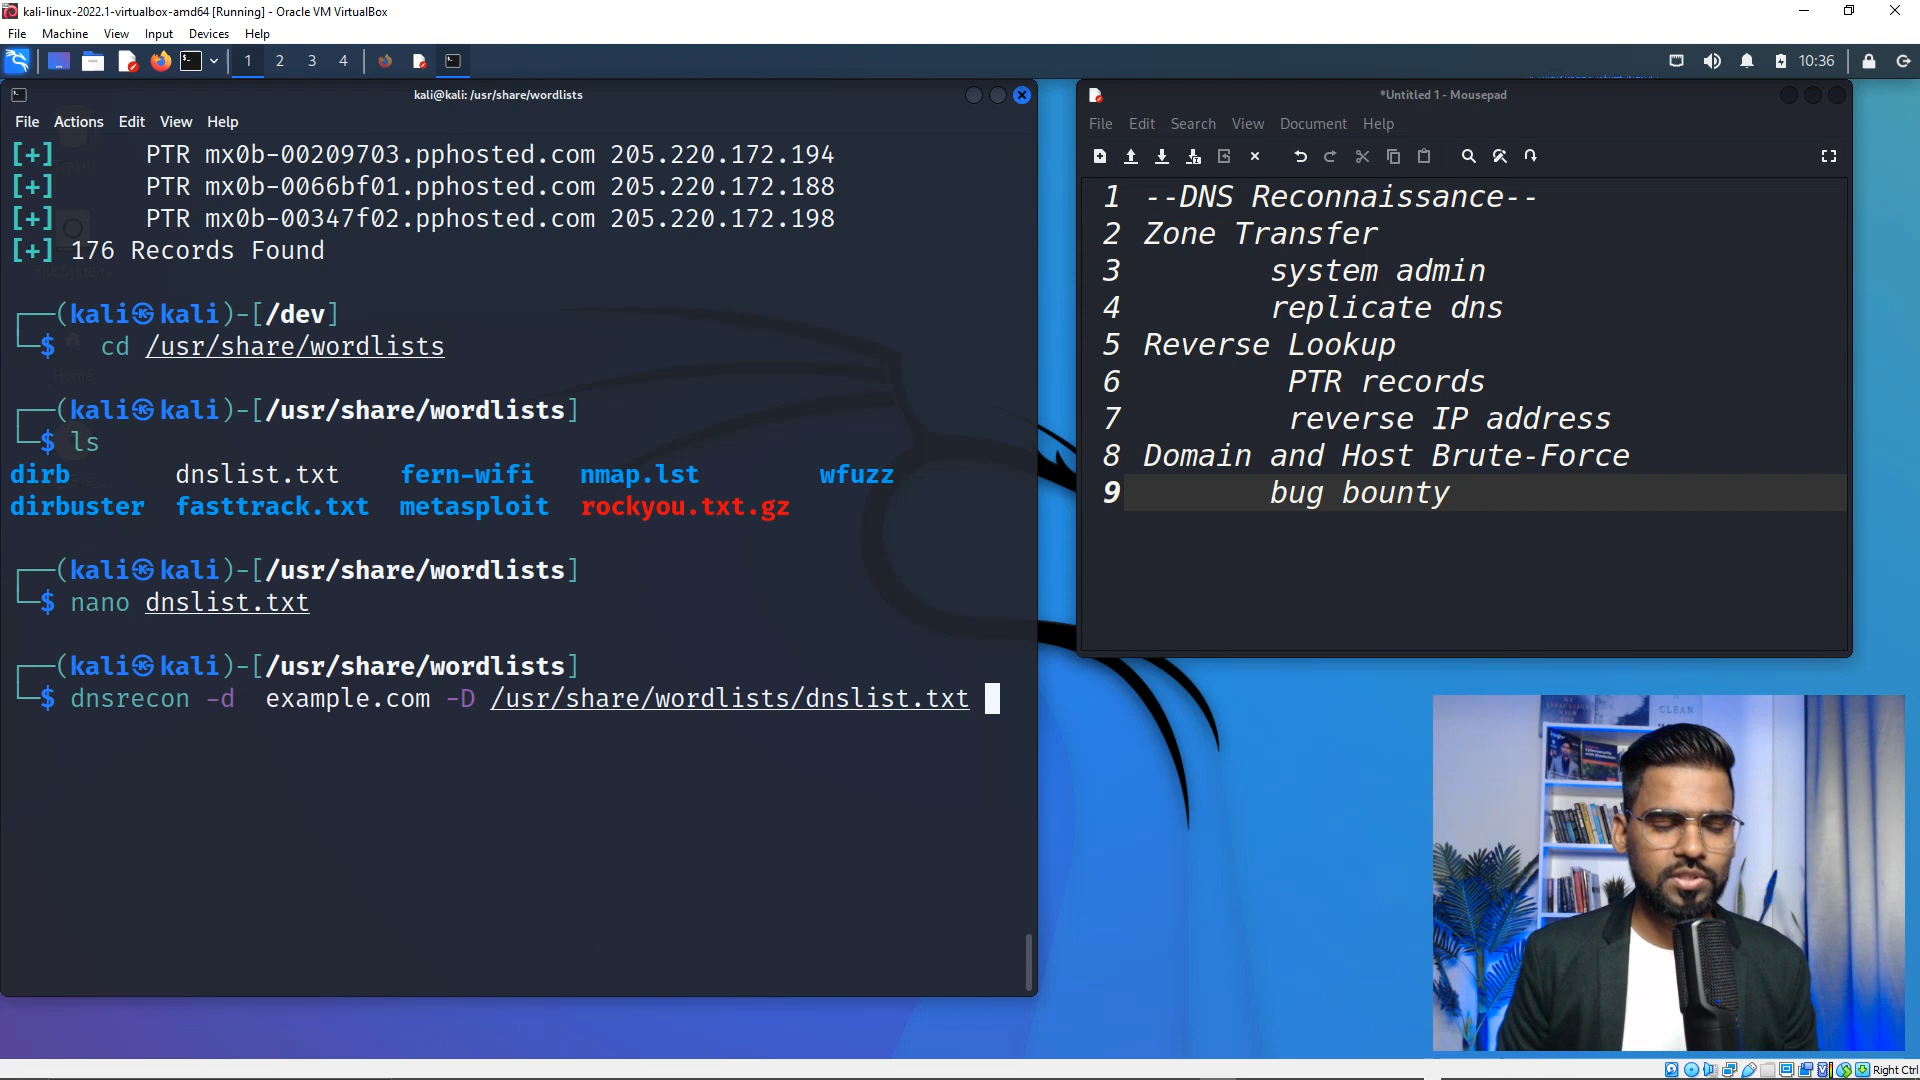 kali-linux-2022.1-virtualbox-amd64 [Running] - Oracle VM VirtualBox
File Machine View Input Devices Help
1 2 3 4
10:36
kali@kali: /usr/share/wordlists
File Actions Edit View Help
[+] PTR mx0b-00209703.pphosted.com 205.220.172.194
[+] PTR mx0b-0066bf01.pphosted.com 205.220.172.188
[+] PTR mx0b-00347f02.pphosted.com 205.220.172.198
[+] 176 Records Found
┌──(kali㉿kali)-[/dev]
└─$ cd /usr/share/wordlists
┌──(kali㉿kali)-[/usr/share/wordlists]
└─$ ls
dirb dnslist.txt fern-wifi nmap.lst wfuzz
dirbuster fasttrack.txt metasploit rockyou.txt.gz
┌──(kali㉿kali)-[/usr/share/wordlists]
└─$ nano dnslist.txt
┌──(kali㉿kali)-[/usr/share/wordlists]
└─$ dnsrecon -d example.com -D /usr/share/wordlists/dnslist.txt
*Untitled 1 - Mousepad
File Edit Search View Document Help
1 --DNS Reconnaissance--
2 Zone Transfer
3 system admin
4 replicate dns
5 Reverse Lookup
6 PTR records
7 reverse IP address
8 Domain and Host Brute-Force
9 bug bounty
CLEAN
Right Ctrl